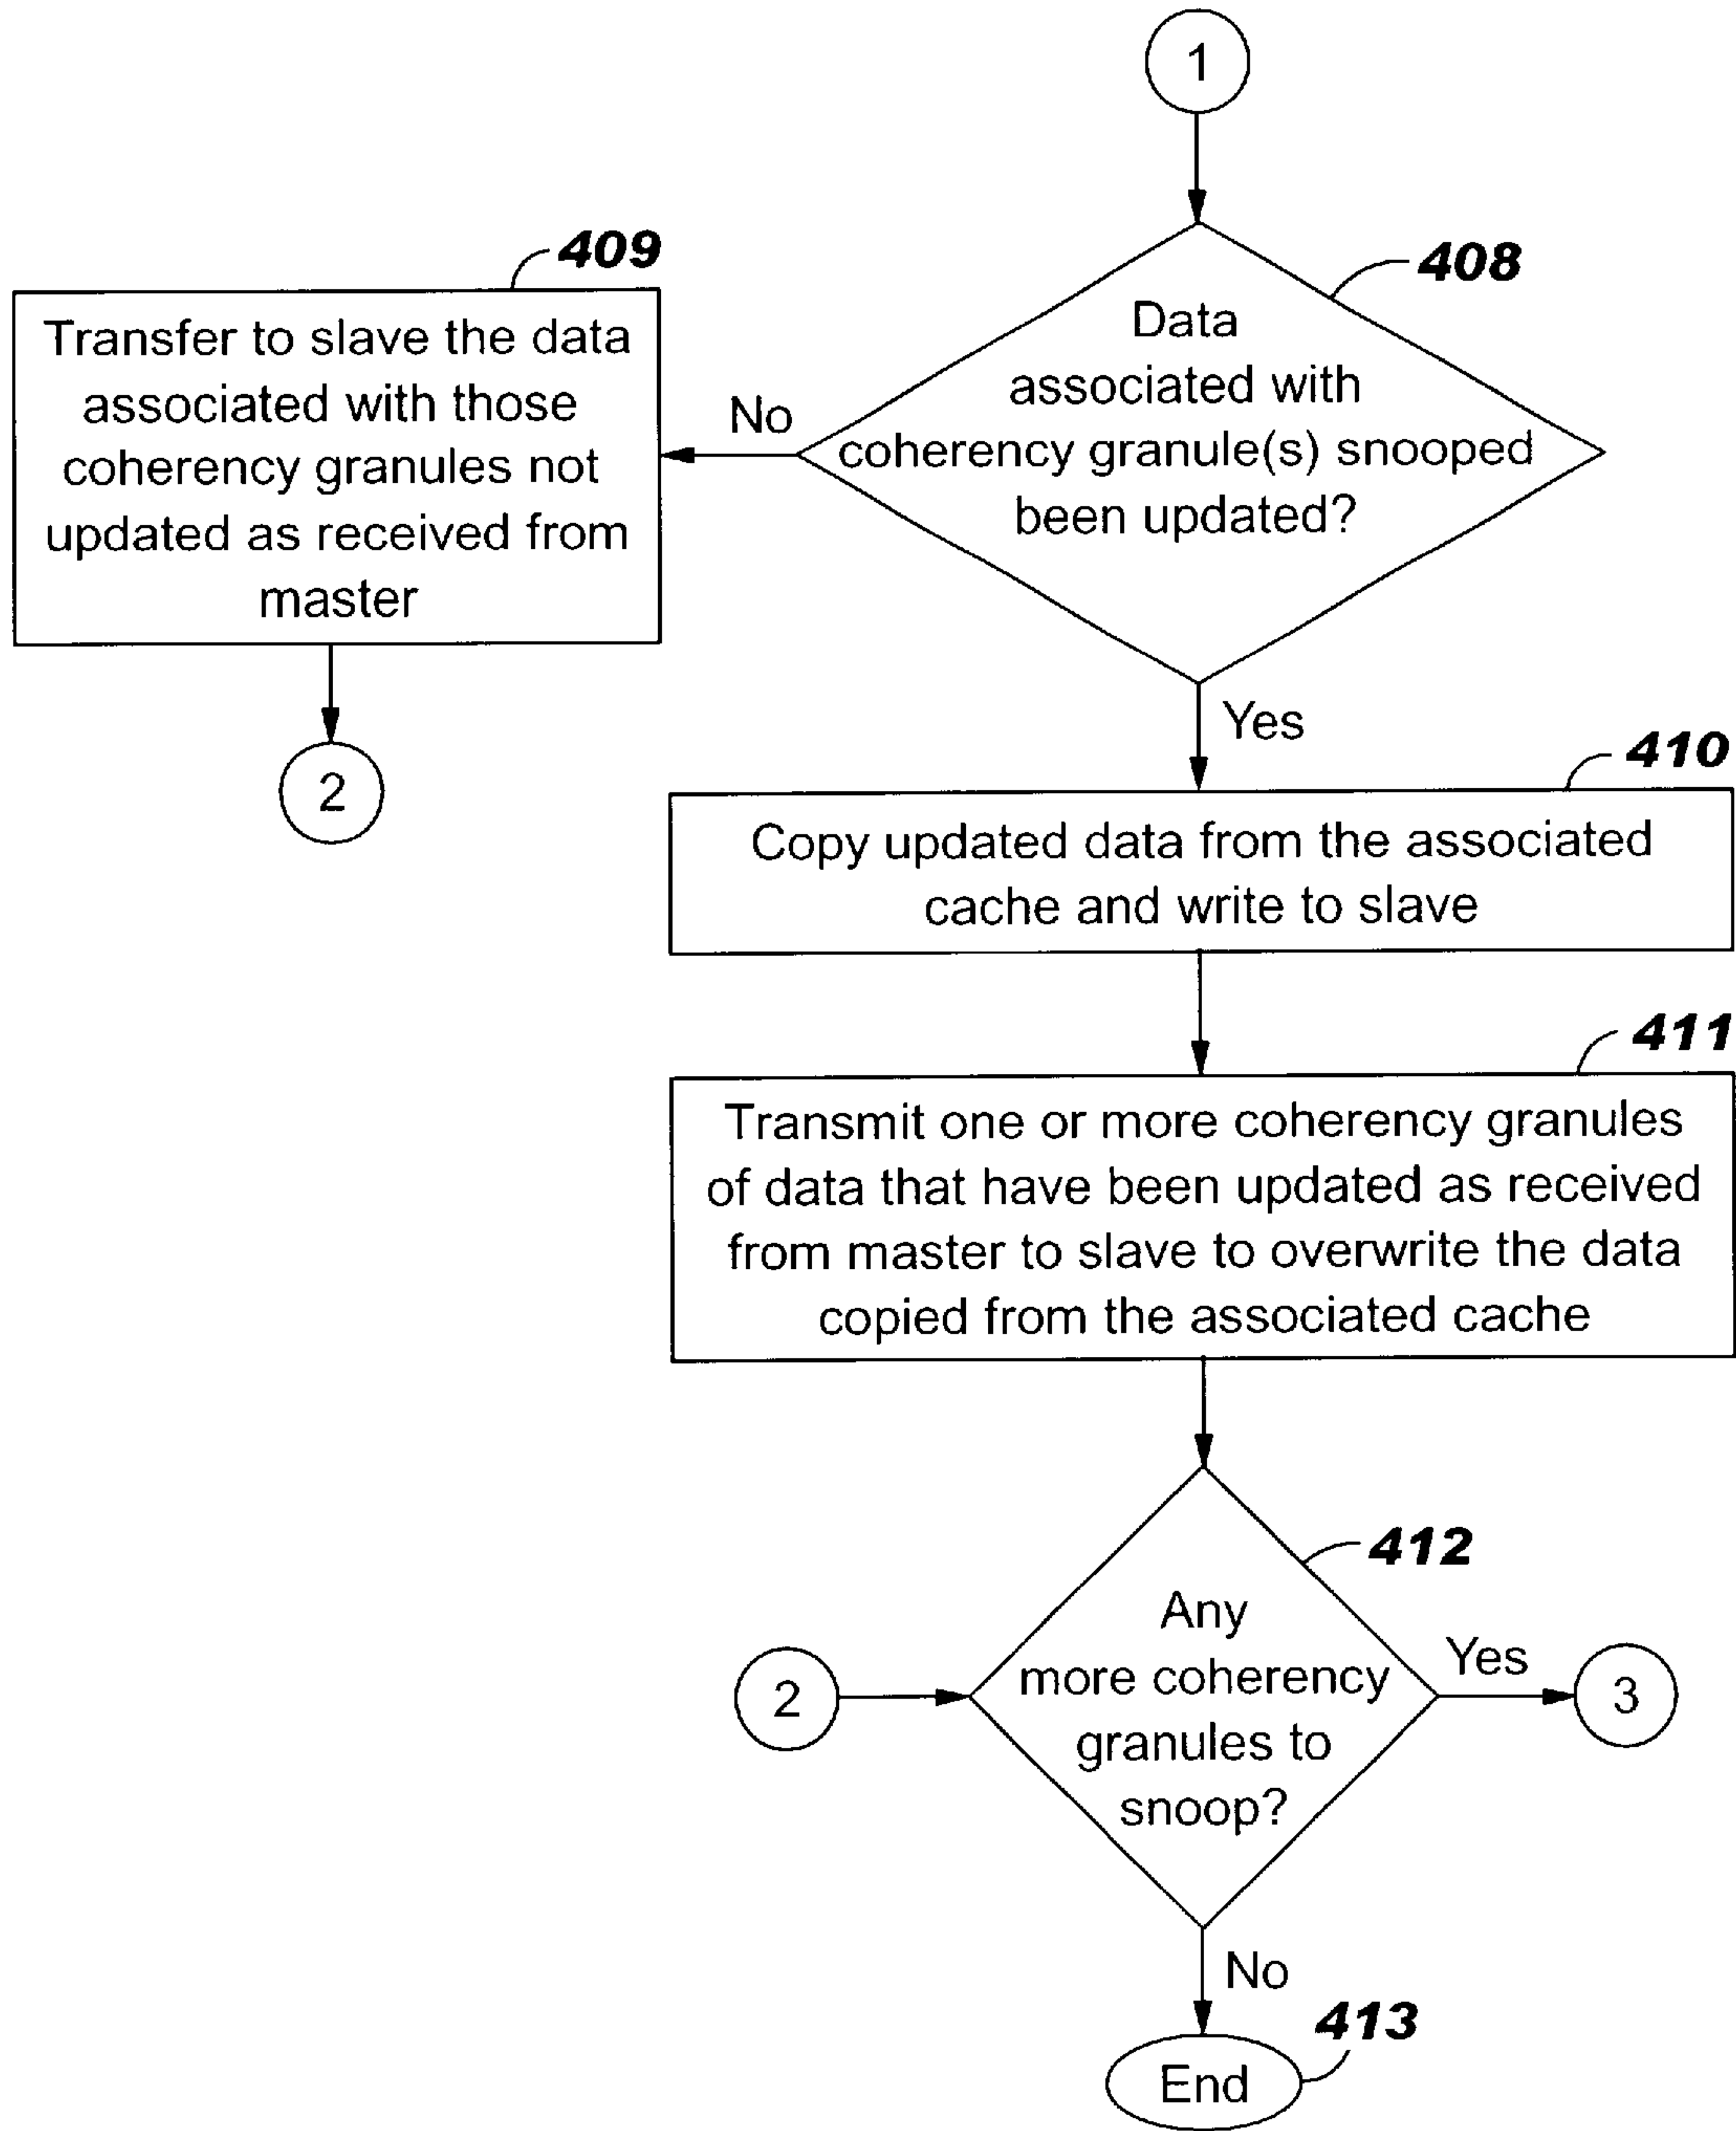 1
408
Data
associated with
coherency granule(s) snooped
been updated?
No
409
Transfer to slave the data
associated with those
coherency granules not
updated as received from
master
2
Yes
410
Copy updated data from the associated
cache and write to slave
411
Transmit one or more coherency granules
of data that have been updated as received
from master to slave to overwrite the data
copied from the associated cache
412
Any
more coherency
granules to
snoop?
2
Yes
3
No
413
End